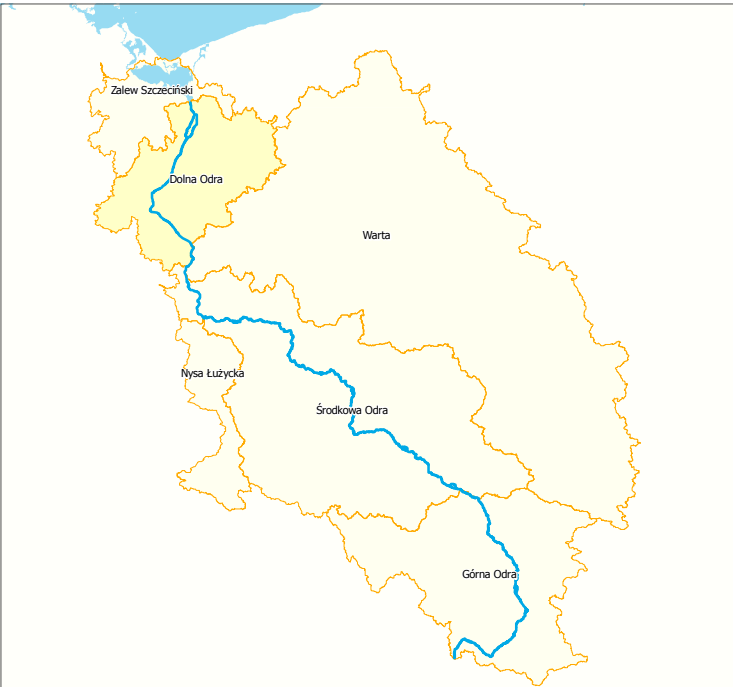 Zalew Szczeciński
Dolna Odra
Warta
Nysa Łużycka
Środkowa Odra
Górna Odra